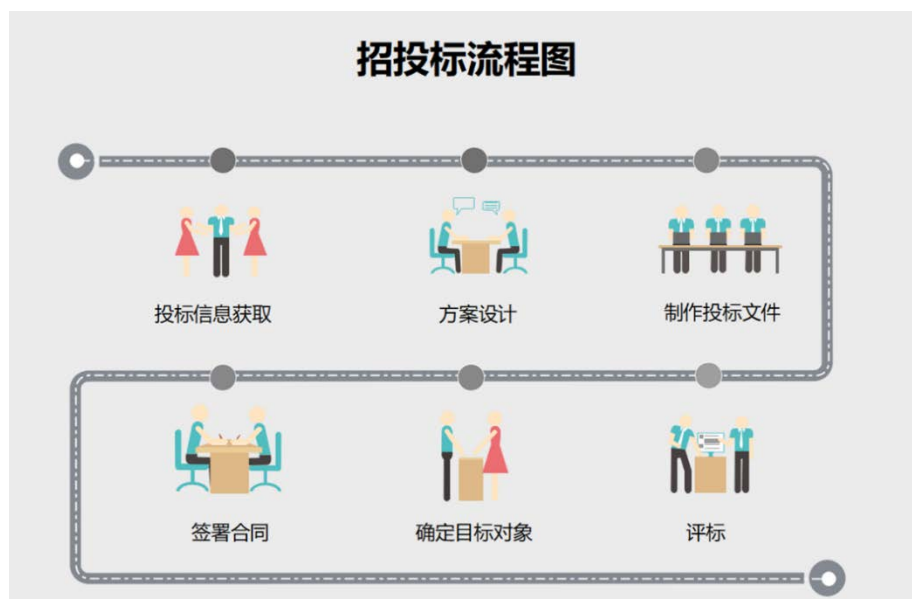 招投标流程图
投标信息获取
方案设计
制作投标文件
签署合同
确定目标对象
评标